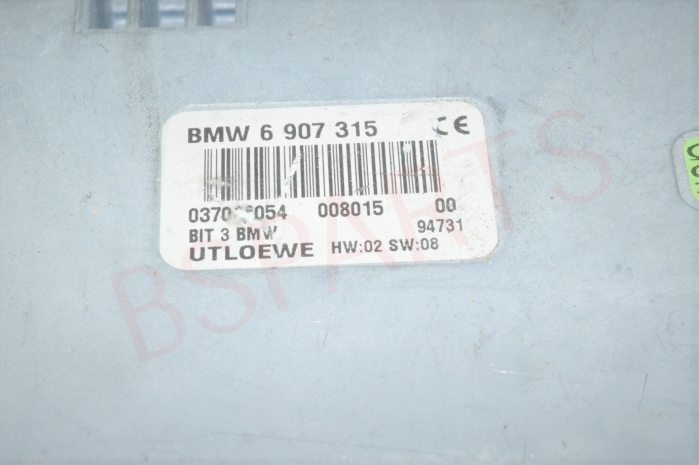 BMW 6 907 315 CE
008015 00
BIT 3 BMW 94731
UTLOEWE HW:02 SW:08
BSPARTS